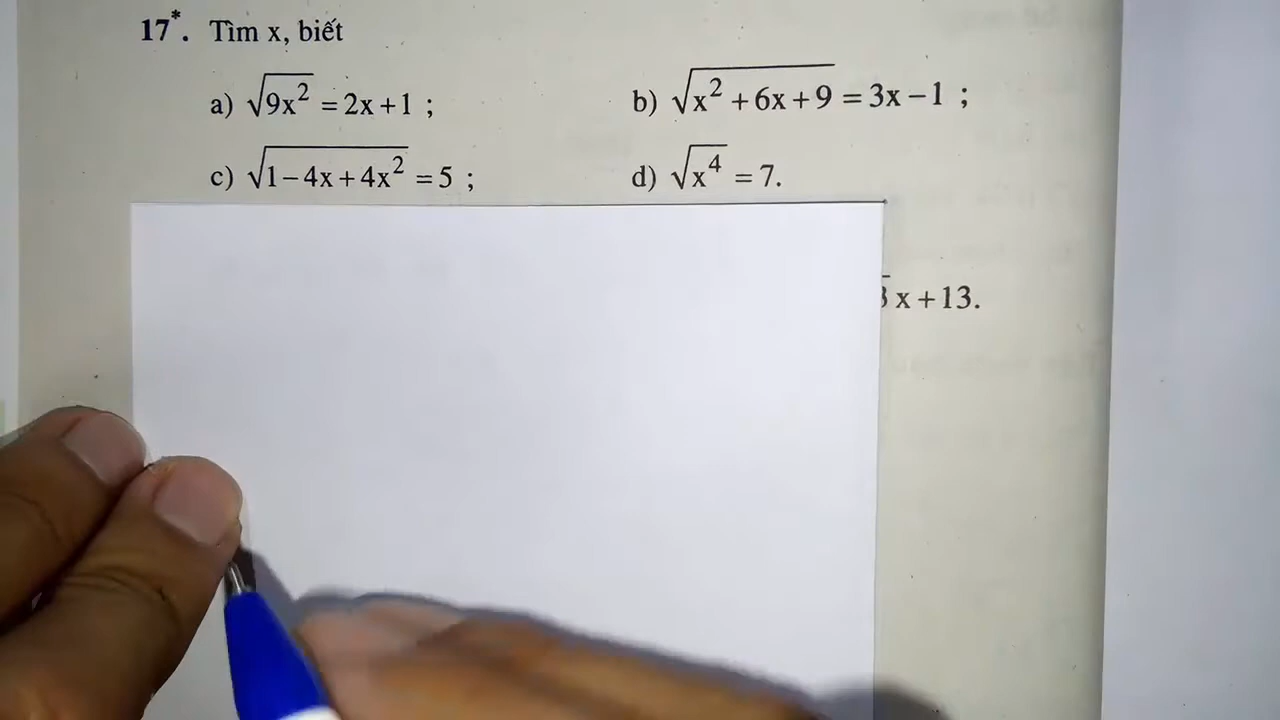 17*. Tìm x, biết
a) √9x² = 2x+1 ; b) √x² + 6x + 9 = 3x − 1 ;
c) √1 − 4x + 4x² = 5 ; d) √x⁴ = 7.
x + 13.